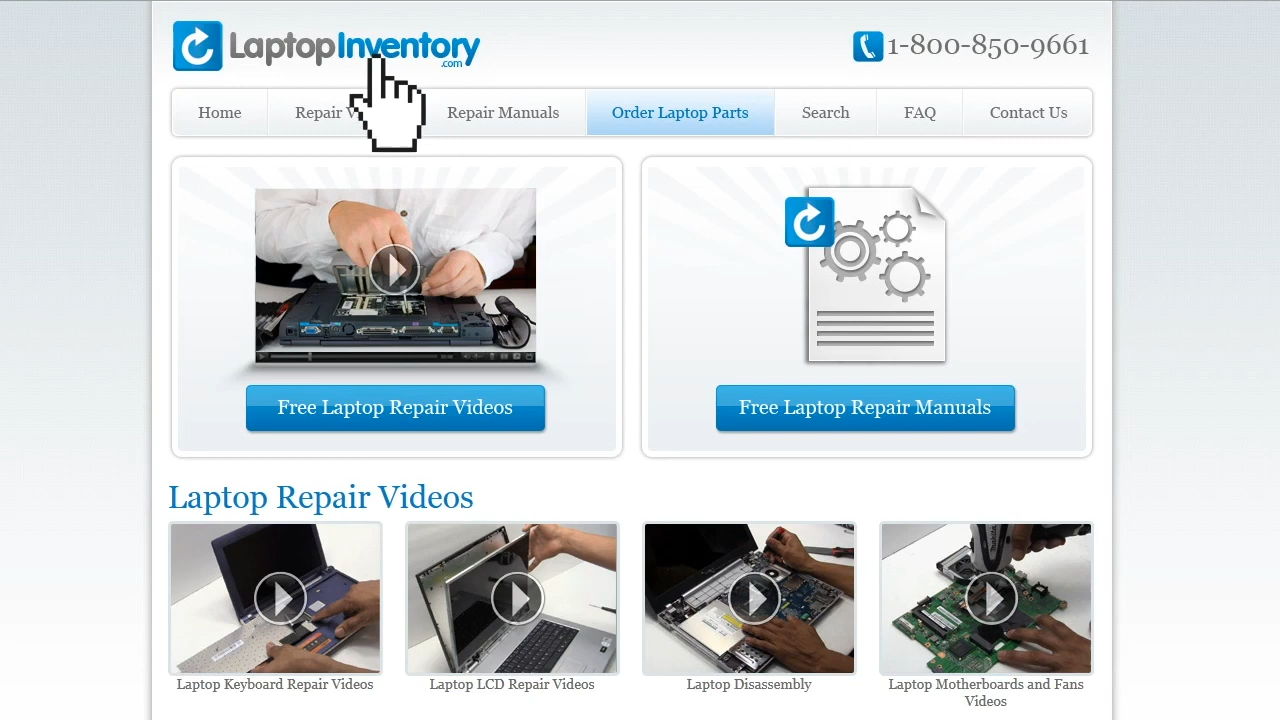 LaptopInventory
.com
1-800-850-9661
Home
Repair V
Repair Manuals
Order Laptop Parts
Search
FAQ
Contact Us
Free Laptop Repair Videos
Free Laptop Repair Manuals
Laptop Repair Videos
Laptop Keyboard Repair Videos
Laptop LCD Repair Videos
Laptop Disassembly
Laptop Motherboards and Fans
Videos